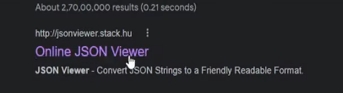 About 2,70,00,000 results (0.21 seconds)
http://jsonviewer.stack.hu
Online JSON Viewer
JSON Viewer - Convert JSON Strings to a Friendly Readable Format.